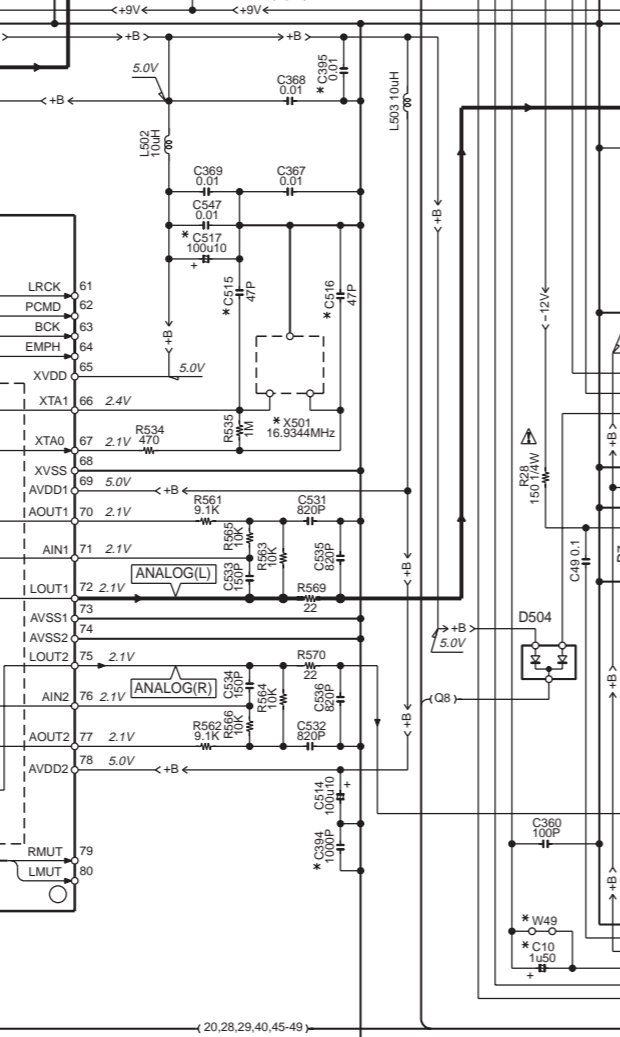 +9V
+9V
+B
+B
5.0V
C368
0.01
* C395
0.01
L503 10uH
+B
L502
10uH
C369
0.01
C367
0.01
C547
0.01
* C517
100u10
+
+B
* C515
47P
* C516
47P
+B
-12V
LRCK 61
PCMD 62
BCK 63
EMPH 64
XVDD 65
+B
5.0V
XTA1 66 2.4V
R535
1M
* X501
16.9344MHz
XTA0 67 2.1V
R534
470
XVSS 68
AVDD1 69 5.0V
+B
R28
150 1/4W
+B
AOUT1 70 2.1V
R561
9.1K
C531
820P
R565
10K
R563
10K
C535
820P
AIN1 71 2.1V
C533
150P
ANALOG(L)
+B
C49 0.1
LOUT1 72 2.1V
R569
22
AVSS1 73
AVSS2 74
+B
5.0V
D504
LOUT2 75 2.1V
R570
22
ANALOG(R)
C534
150P
R564
10K
C536
820P
+B
AIN2 76 2.1V
(Q8)
R566
10K
+B
AOUT2 77 2.1V
R562
9.1K
C532
820P
AVDD2 78 5.0V
+B
C514
100u10
+
C360
100P
* C394
1000P
RMUT 79
LMUT 80
+B
* W49
* C10
1u50
+
(20,28,29,40,45-49)